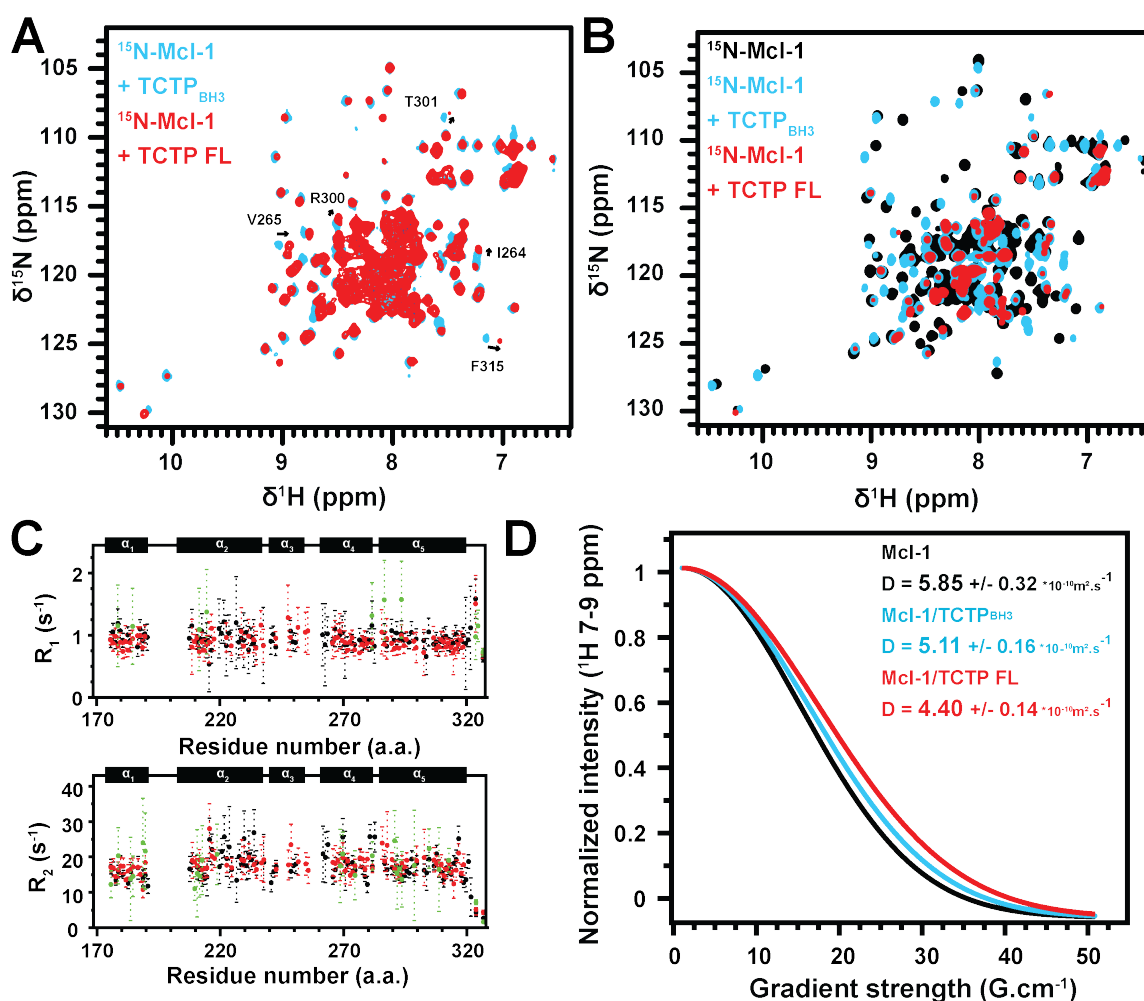 A
¹⁵N-Mcl-1
+ TCTP_BH3
¹⁵N-Mcl-1
+ TCTP FL
T301
R300
V265
I264
F315
105
110
115
120
125
130
δ¹⁵N (ppm)
10 9 8 7
δ¹H (ppm)
B
¹⁵N-Mcl-1
¹⁵N-Mcl-1
+ TCTP_BH3
¹⁵N-Mcl-1
+ TCTP FL
105
110
115
120
125
130
δ¹⁵N (ppm)
10 9 8 7
δ¹H (ppm)
C
α₁ α₂ α₃ α₄ α₅
2
1
0
R₁ (s⁻¹)
170 220 270 320
Residue number (a.a.)
α₁ α₂ α₃ α₄ α₅
40
30
20
10
0
R₂ (s⁻¹)
170 220 270 320
Residue number (a.a.)
D
Mcl-1
D = 5.85 +/- 0.32 *10⁻¹⁰m².s⁻¹
Mcl-1/TCTP_BH3
D = 5.11 +/- 0.16 *10⁻¹⁰m².s⁻¹
Mcl-1/TCTP FL
D = 4.40 +/- 0.14 *10⁻¹⁰m².s⁻¹
1
0.8
0.6
0.4
0.2
0
Normalized intensity (¹H 7-9 ppm)
0 10 20 30 40 50
Gradient strength (G.cm⁻¹)